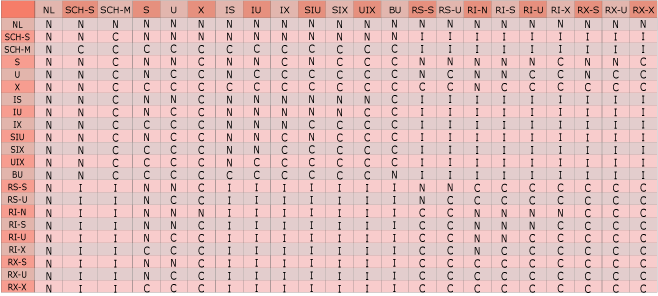 NL SCH-S SCH-M S U X IS IU IX SIU SIX UIX BU RS-S RS-U RI-N RI-S RI-U RI-X RX-S RX-U RX-X
NL N N N N N N N N N N N N N N N N N N N N N N
SCH-S N N C N N N N N N N N N N I I I I I I I I I
SCH-M N C C C C C C C C C C C C I I I I I I I I I
S N N C N N C N N C N C C C N N N N N C N N C
U N N C N C C N C C C C C C N C N N C C N C C
X N N C C C C C C C C C C C C C N C C C C C C
IS N N C N N C N N N N N N C I I I I I I I I I
IU N N C N C C N N N N N C C I I I I I I I I I
IX N N C C C C N N N C C C C I I I I I I I I I
SIU N N C N C C N N C N C C C I I I I I I I I I
SIX N N C C C C N N C C C C C I I I I I I I I I
UIX N N C C C C N C C C C C C I I I I I I I I I
BU N N C C C C C C C C C C N I I I I I I I I I
RS-S N I I N N C I I I I I I I N N C C C C C C C
RS-U N I I N C C I I I I I I I N C C C C C C C C
RI-N N I I N N N I I I I I I I C C N N N N C C C
RI-S N I I N N C I I I I I I I C C N N N C C C C
RI-U N I I N C C I I I I I I I C C N N C C C C C
RI-X N I I C C C I I I I I I I C C N C C C C C C
RX-S N I I N N C I I I I I I I C C C C C C C C C
RX-U N I I N C C I I I I I I I C C C C C C C C C
RX-X N I I C C C I I I I I I I C C C C C C C C C